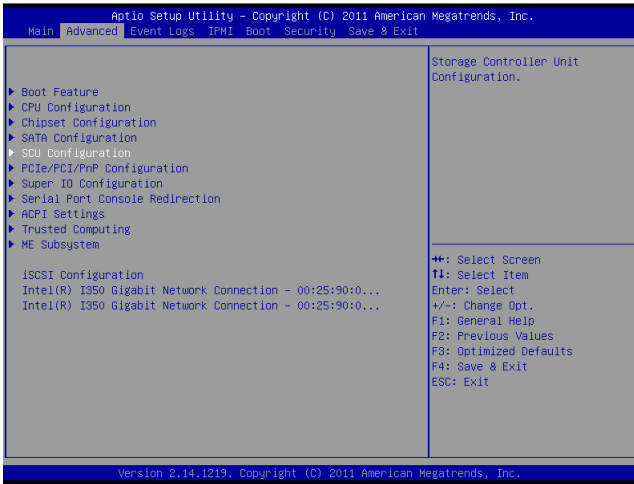 Aptio Setup Utility – Copyright (C) 2011 American Megatrends, Inc.
Main Advanced Event Logs IPMI Boot Security Save & Exit
Storage Controller Unit
Configuration.
▶ Boot Feature
▶ CPU Configuration
▶ Chipset Configuration
▶ SATA Configuration
▶ SCU Configuration
▶ PCIe/PCI/PnP Configuration
▶ Super IO Configuration
▶ Serial Port Console Redirection
▶ ACPI Settings
▶ Trusted Computing
▶ ME Subsystem
iSCSI Configuration
Intel(R) I350 Gigabit Network Connection – 00:25:90:0...
Intel(R) I350 Gigabit Network Connection – 00:25:90:0...
→←: Select Screen
↑↓: Select Item
Enter: Select
+/-: Change Opt.
F1: General Help
F2: Previous Values
F3: Optimized Defaults
F4: Save & Exit
ESC: Exit
Version 2.14.1219. Copyright (C) 2011 American Megatrends, Inc.